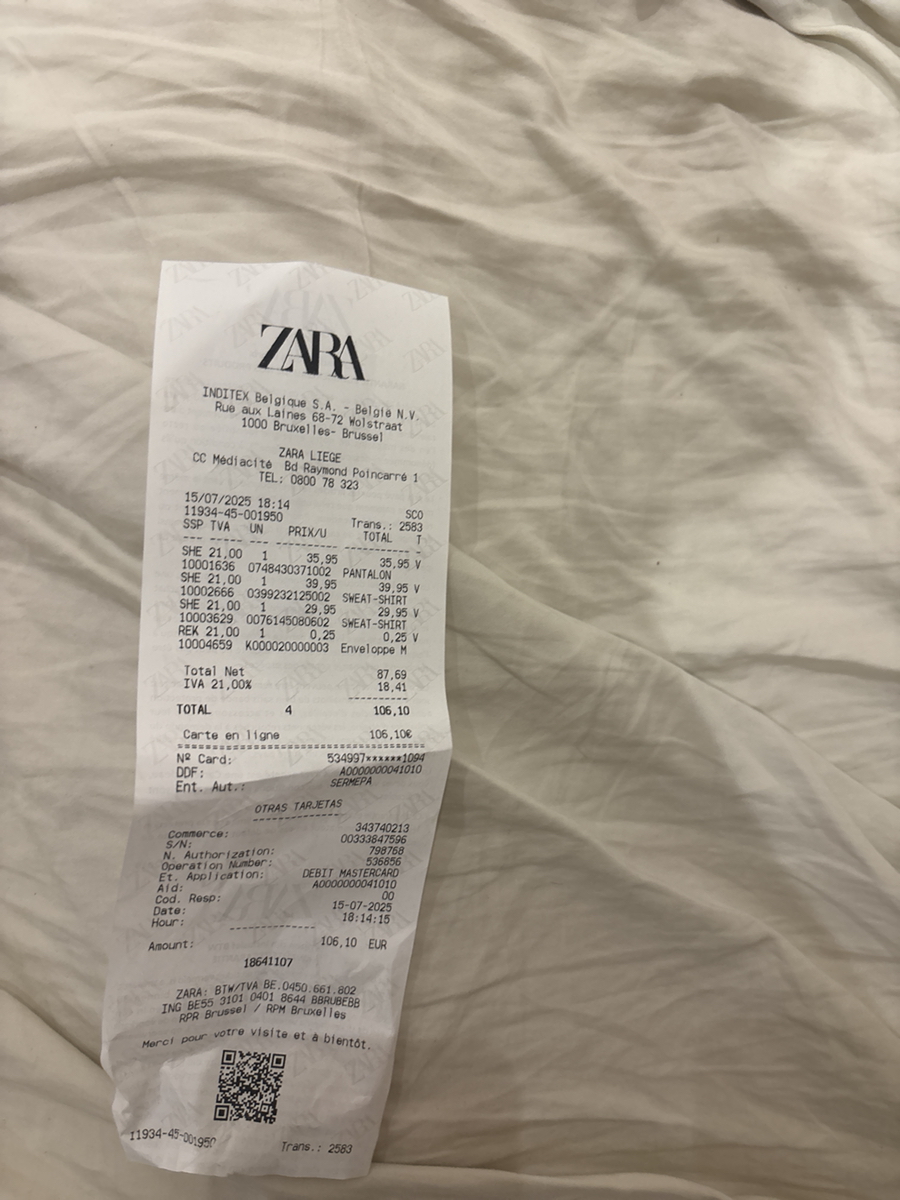 ZARA
INDITEX Belgique S.A. - België N.V.
Rue aux Laines 68-72 Wolstraat
1000 Bruxelles- Brussel
ZARA LIEGE
CC Médiacité Bd Raymond Poincarré 1
TEL: 0800 78 323
15/07/2025 18:14 SCO
11934-45-001950 Trans.: 2583
SSP TVA UN PRIX/U TOTAL T
--- --- --- --------- ---------- -
SHE 21,00 1 35,95 35,95 V
10001636 0748430371002 PANTALON
SHE 21,00 1 39,95 39,95 V
10002666 0399232125002 SWEAT-SHIRT
SHE 21,00 1 29,95 29,95 V
10003629 0076145080602 SWEAT-SHIRT
REK 21,00 1 0,25 0,25 V
10004659 K000020000003 Enveloppe M
Total Net 87,69
IVA 21,00% 18,41
---------
TOTAL 4 106,10
Carte en ligne 106,10€
========================================
Nº Card: 534997******1094
DDF: A0000000041010
Ent. Aut.: SERMEPA
OTRAS TARJETAS
--------------
Commerce: 343740213
S/N: 00333847596
N. Authorization: 798768
Operation Number: 536856
Et. Application: DEBIT MASTERCARD
Aid: A0000000041010
Cod. Resp: 00
Date: 15-07-2025
Hour: 18:14:15
--------------
Amount: 106,10 EUR
18641107
ZARA: BTW/TVA BE.0450.661.802
ING BE55 3101 0401 8644 BBRUBEBB
RPR Brussel / RPM Bruxelles
Merci pour votre visite et à bientôt.
11934-45-001950 Trans.: 2583